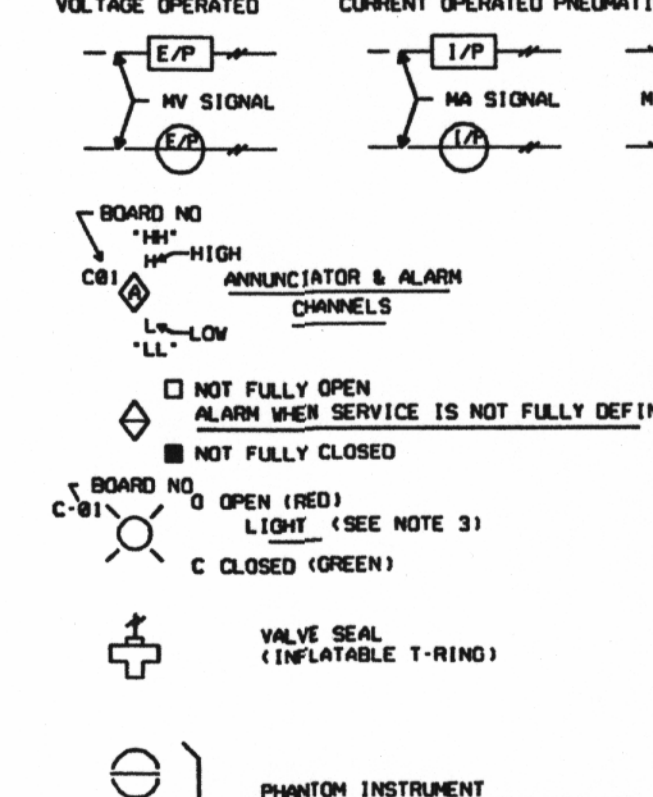 VOLTAGE OPERATED
CURRENT OPERATED
E/P
I/P
MV SIGNAL
MA SIGNAL
E/P
I/P
BOARD NO
"HH"
H HIGH
C01
A
ANNUNCIATOR & ALARM
CHANNELS
L LOW
"LL"
NOT FULLY OPEN
ALARM WHEN SERVICE IS NOT FULLY
NOT FULLY CLOSED
BOARD NO
C-01
O OPEN (RED)
LIGHT (SEE NOTE 3)
C CLOSED (GREEN)
VALVE SEAL
(INFLATABLE T-RING)
PHANTOM INSTRUMENT